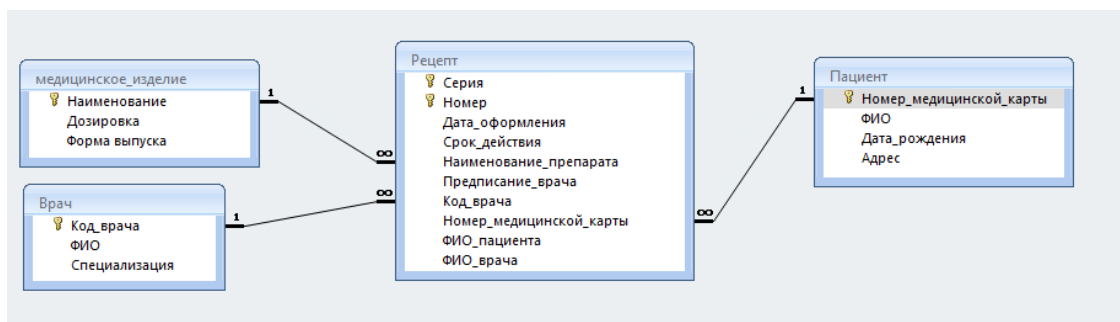 медицинское_изделие
Наименование
Дозировка
Форма выпуска
Врач
Код_врача
ФИО
Специализация
1
1
∞
∞
Рецепт
Серия
Номер
Дата_оформления
Срок_действия
Наименование_препарата
Предписание_врача
Код_врача
Номер_медицинской_карты
ФИО_пациента
ФИО_врача
∞
1
Пациент
Номер_медицинской_карты
ФИО
Дата_рождения
Адрес